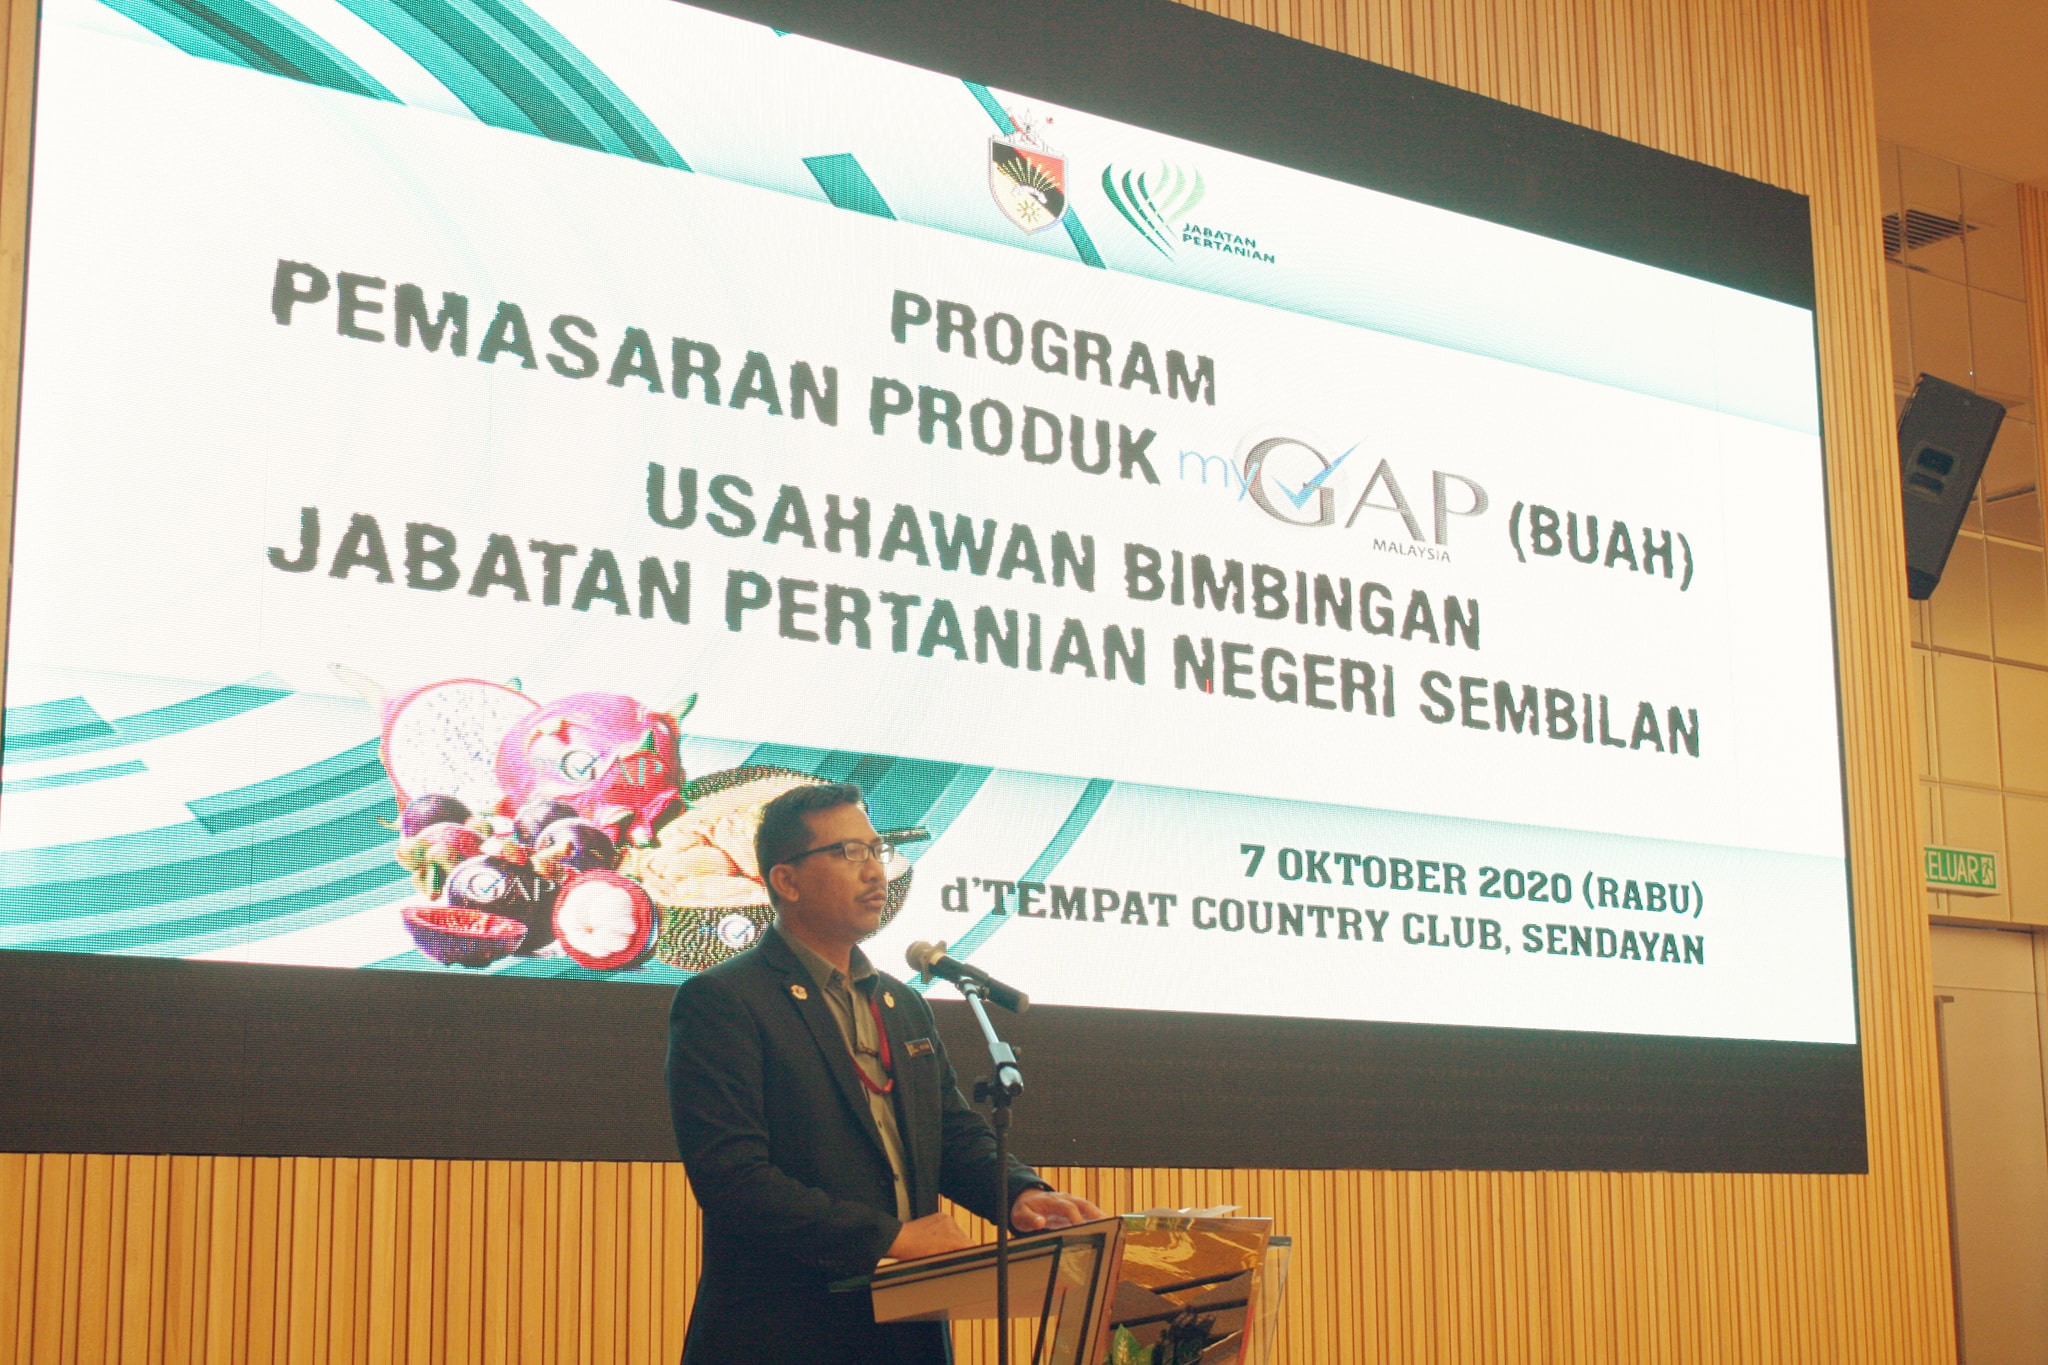 JABATAN
PERTANIAN
PROGRAM
PEMASARAN PRODUK myGAP (BUAH)
MALAYSIA
USAHAWAN BIMBINGAN
JABATAN PERTANIAN NEGERI SEMBILAN
7 OKTOBER 2020 (RABU)
d'TEMPAT COUNTRY CLUB, SENDAYAN
KELUAR